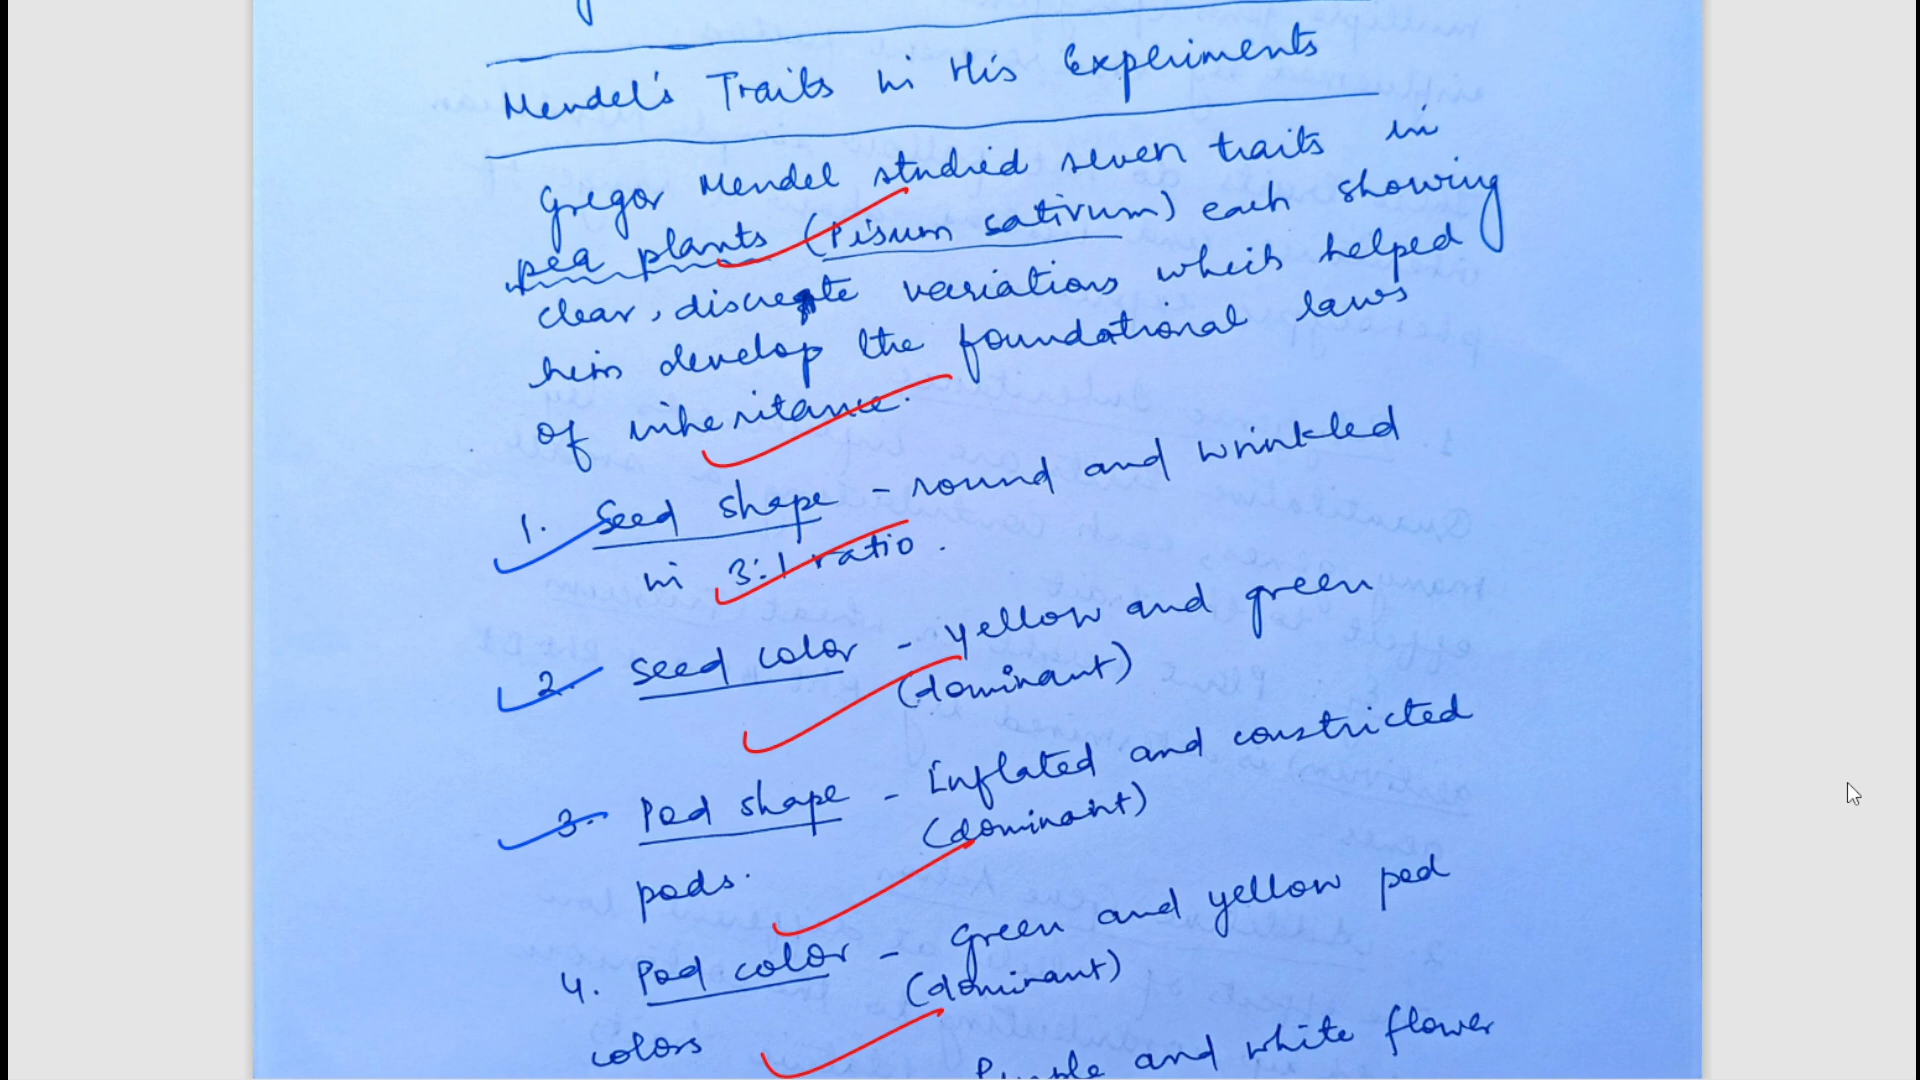 Mendel's Traits in His Experiments
Gregor Mendel studied seven traits in
pea plants (Pisum sativum) each showing
clear, discrete variations which helped
him develop the foundational laws
of inheritance.
1. Seed shape - round and wrinkled
in 3:1 ratio.
2. Seed color - yellow and green
(dominant)
3. Pod shape - Inflated and constricted
(dominant)
pods.
4. Pod color - Green and yellow pod
(dominant)
colors
Purple and white flower